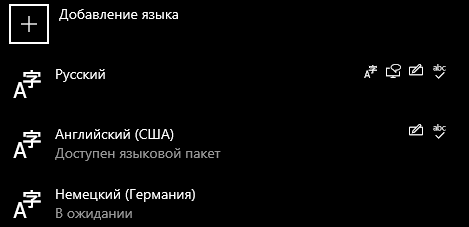 Добавление языка
Русский
Английский (США)
Доступен языковой пакет
Немецкий (Германия)
В ожидании